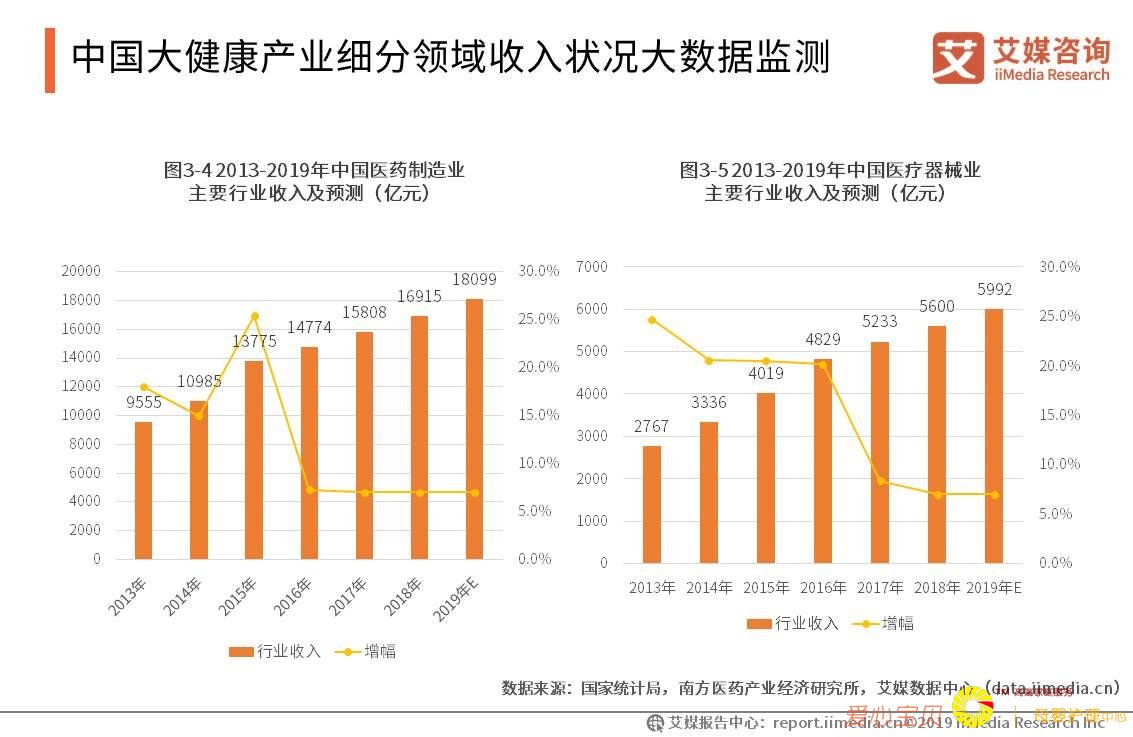 中国大健康产业细分领域收入状况大数据监测
艾媒咨询
iiMedia Research
图3-4 2013-2019年中国医药制造业
主要行业收入及预测（亿元）
20000
18000
16000
14000
12000
10000
8000
6000
4000
2000
0
30.0%
25.0%
20.0%
15.0%
10.0%
5.0%
0.0%
9555
10985
13775
14774
15808
16915
18099
2013年
2014年
2015年
2016年
2017年
2018年
2019年E
行业收入
增幅
图3-5 2013-2019年中国医疗器械业
主要行业收入及预测（亿元）
7000
6000
5000
4000
3000
2000
1000
0
30.0%
25.0%
20.0%
15.0%
10.0%
5.0%
0.0%
2767
3336
4019
4829
5233
5600
5992
2013年
2014年
2015年
2016年
2017年
2018年
2019年E
行业收入
增幅
数据来源：国家统计局，南方医药产业经济研究所，艾媒数据中心（data.iimedia.cn）
艾媒报告中心：report.iimedia.cn ©2019 iiMedia Research Inc
爱心宝贝
TM
母婴护理中心